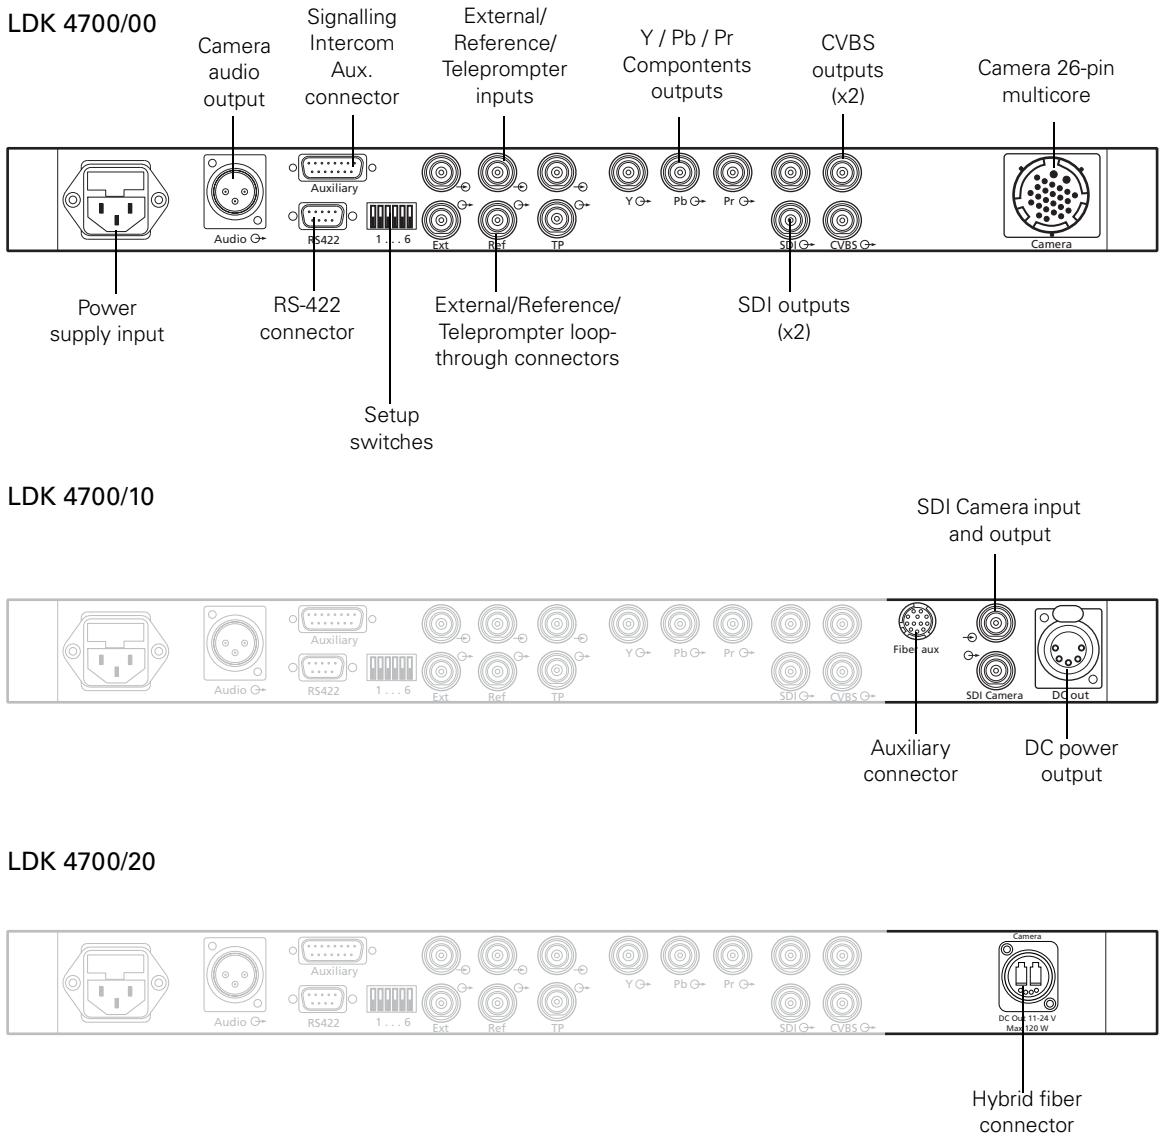 LDK 4700/00
Camera
audio
output
Signalling
Intercom
Aux.
connector
External/
Reference/
Teleprompter
inputs
Y / Pb / Pr
Compontents
outputs
CVBS
outputs
(x2)
Camera 26-pin
multicore
Auxiliary
Audio
RS422
1 . . . 6
Ext
Ref
TP
Y
Pb
Pr
SDI
CVBS
Camera
Power
supply input
RS-422
connector
External/Reference/
Teleprompter loop-
through connectors
SDI outputs
(x2)
Setup
switches
LDK 4700/10
SDI Camera input
and output
Auxiliary
Audio
RS422
1 . . . 6
Ext
Ref
TP
Y
Pb
Pr
SDI
CVBS
Fiber aux
SDI Camera
DC out
Auxiliary
connector
DC power
output
LDK 4700/20
Auxiliary
Audio
RS422
1 . . . 6
Ext
Ref
TP
Y
Pb
Pr
SDI
CVBS
Camera
DC Out 11-24 V
Max 120 W
Hybrid fiber
connector